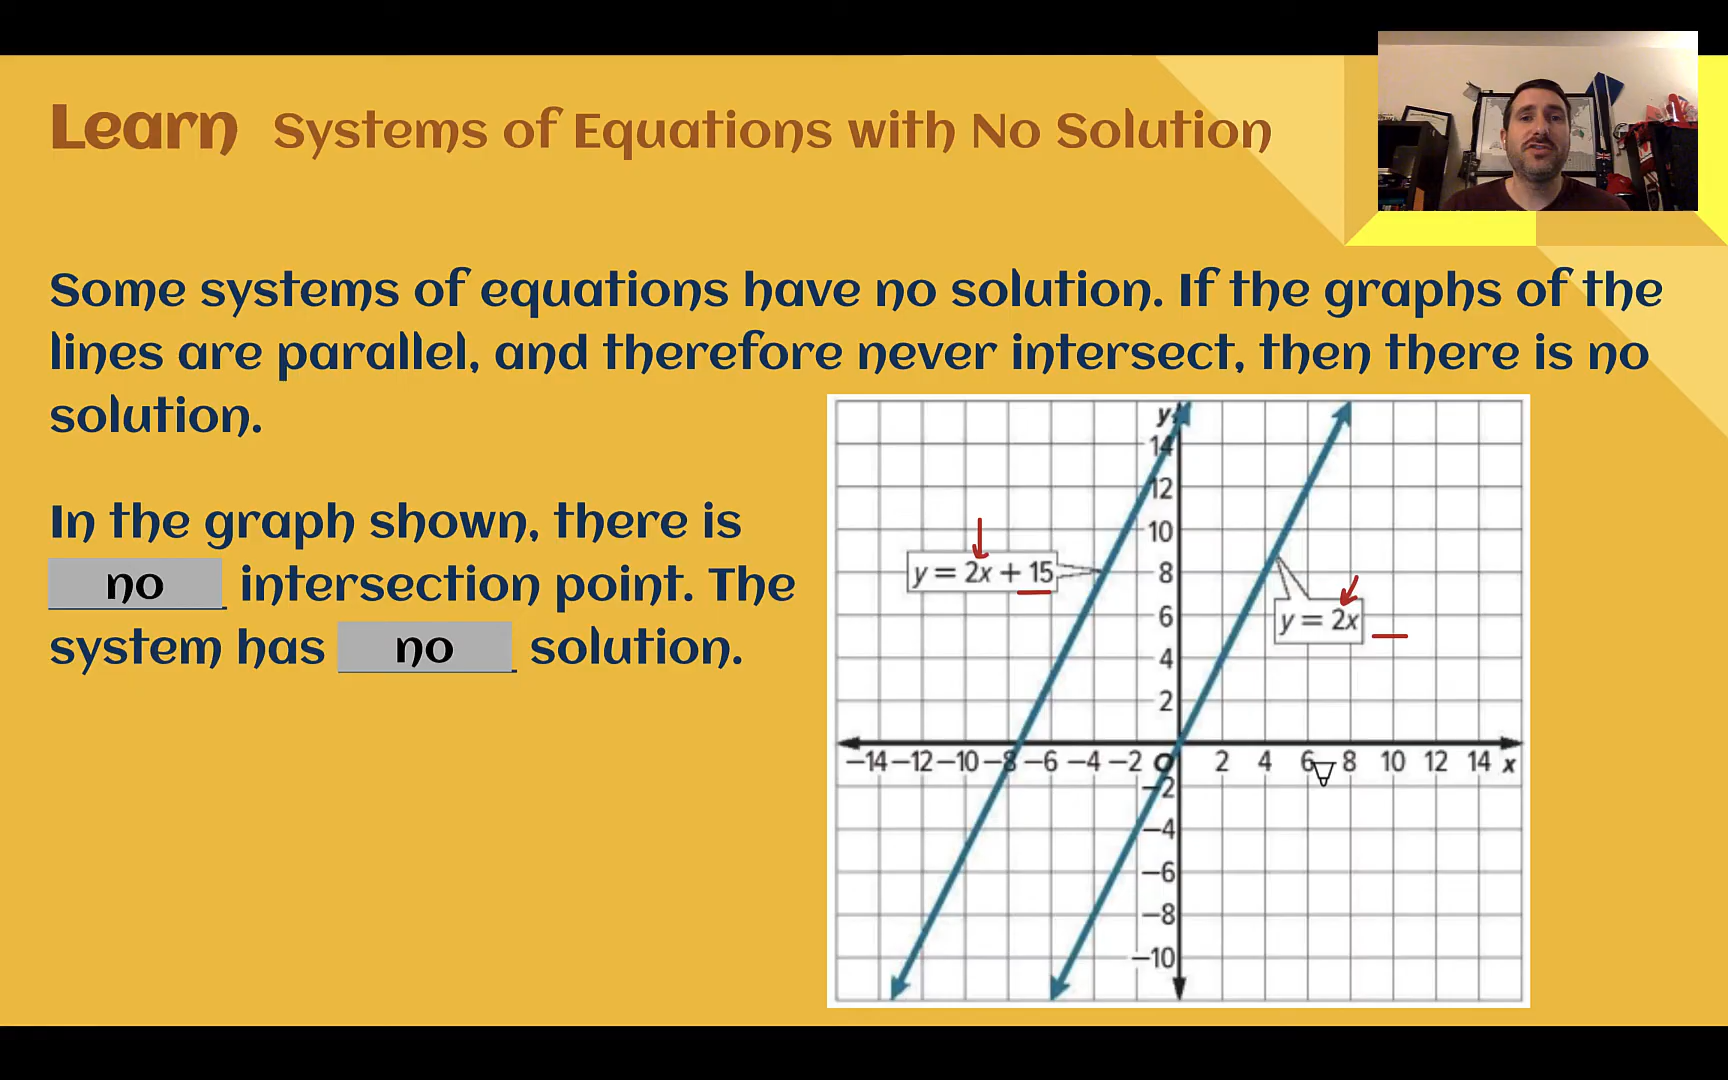 Learn Systems of Equations with No Solution
Some systems of equations have no solution. If the graphs of the
lines are parallel, and therefore never intersect, then there is no
solution.
In the graph shown, there is
no intersection point. The
system has no solution.
y
14
12
10
8
6
4
2
y = 2x + 15
y = 2x
−14 −12 −10 −8 −6 −4 −2 O 2 4 6 8 10 12 14 x
−2
−4
−6
−8
−10